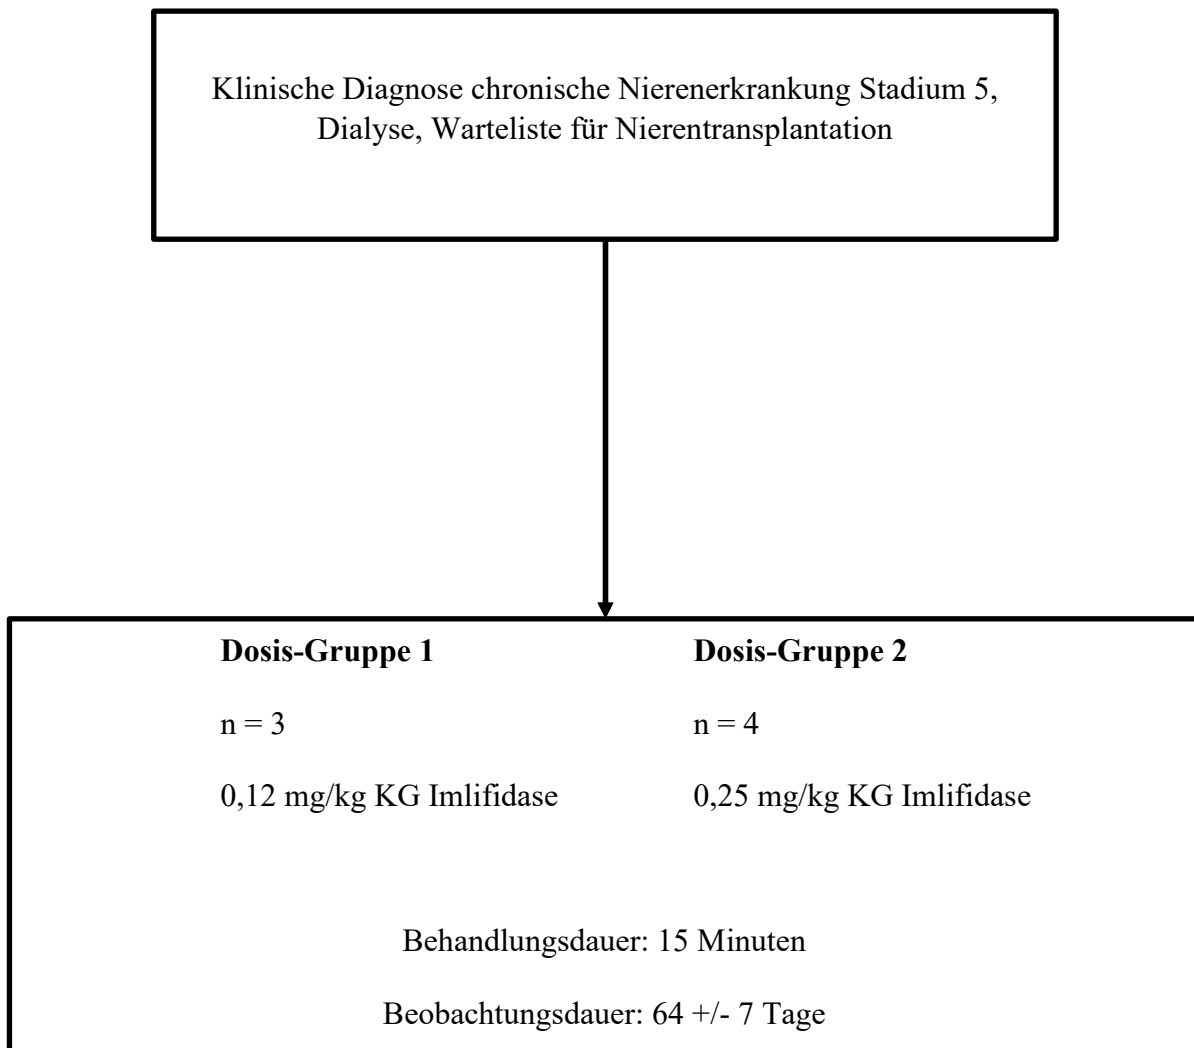 Klinische Diagnose chronische Nierenerkrankung Stadium 5,
Dialyse, Warteliste für Nierentransplantation
Dosis-Gruppe 1
n = 3
0,12 mg/kg KG Imlifidase
Dosis-Gruppe 2
n = 4
0,25 mg/kg KG Imlifidase
Behandlungsdauer: 15 Minuten
Beobachtungsdauer: 64 +/- 7 Tage